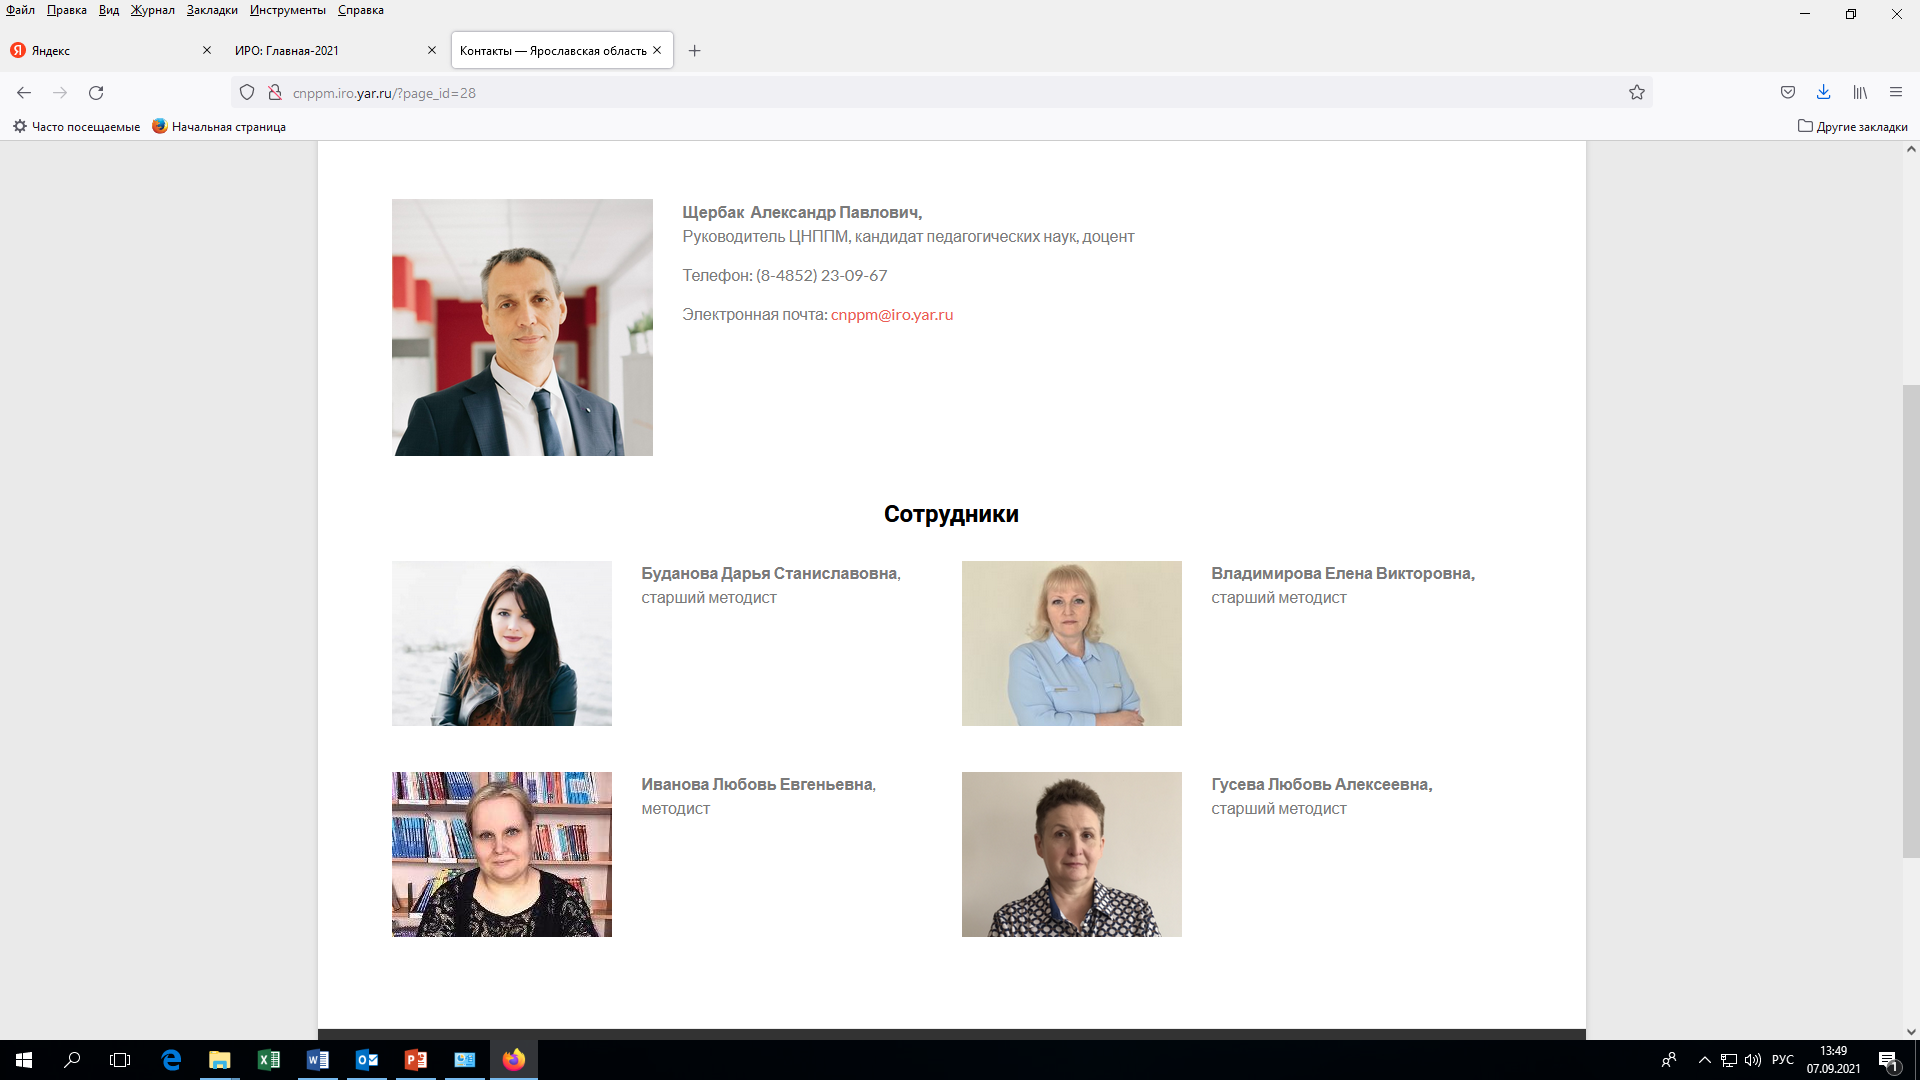 Файл Правка Вид Журнал Закладки Инструменты Справка
Яндекс
ИРО: Главная-2021
Контакты — Ярославская область
cnppm.iro.yar.ru/?page_id=28
Часто посещаемые
Начальная страница
Другие закладки
Щербак Александр Павлович,
Руководитель ЦНППМ, кандидат педагогических наук, доцент
Телефон: (8-4852) 23-09-67
Электронная почта: cnppm@iro.yar.ru
Сотрудники
Буданова Дарья Станиславовна,
старший методист
Владимирова Елена Викторовна,
старший методист
Иванова Любовь Евгеньевна,
методист
Гусева Любовь Алексеевна,
старший методист
РУС
13:49
07.09.2021
1